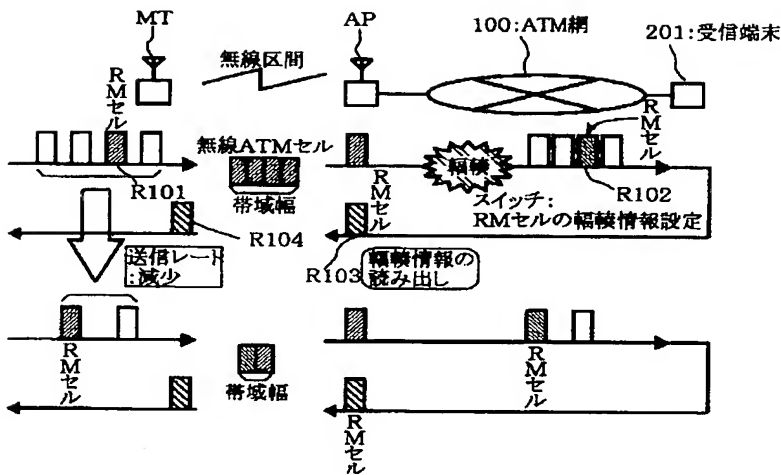 MT
AP
100:ATM網
201:受信端末
無線区間
RMセル
RMセル
無線ATMセル
輻輳
R101
帯域幅
RMセル
スイッチ:
RMセルの輻輳情報設定
R102
R104
送信レート
:減少
R103
輻輳情報の
読み出し
RMセル
帯域幅
RMセル
RMセル